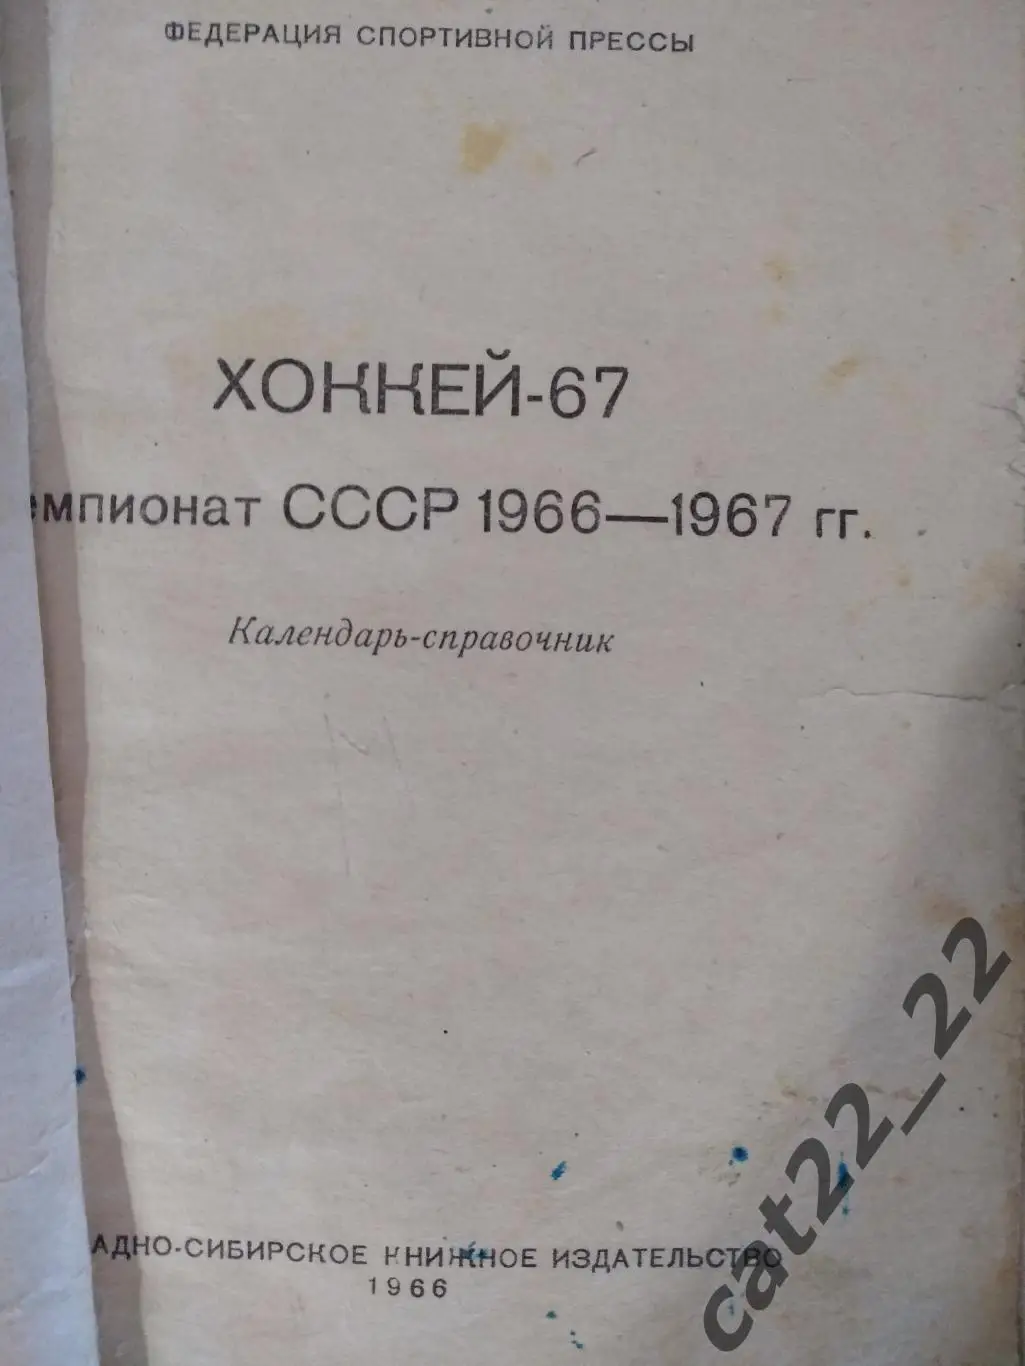 ФЕДЕРАЦИЯ СПОРТИВНОЙ ПРЕССЫ
ХОККЕЙ-67
емпионат СССР 1966—1967 гг.
Календарь-справочник
АДНО-СИБИРСКОЕ КНИЖНОЕ ИЗДАТЕЛЬСТВО
1966
cat22_22